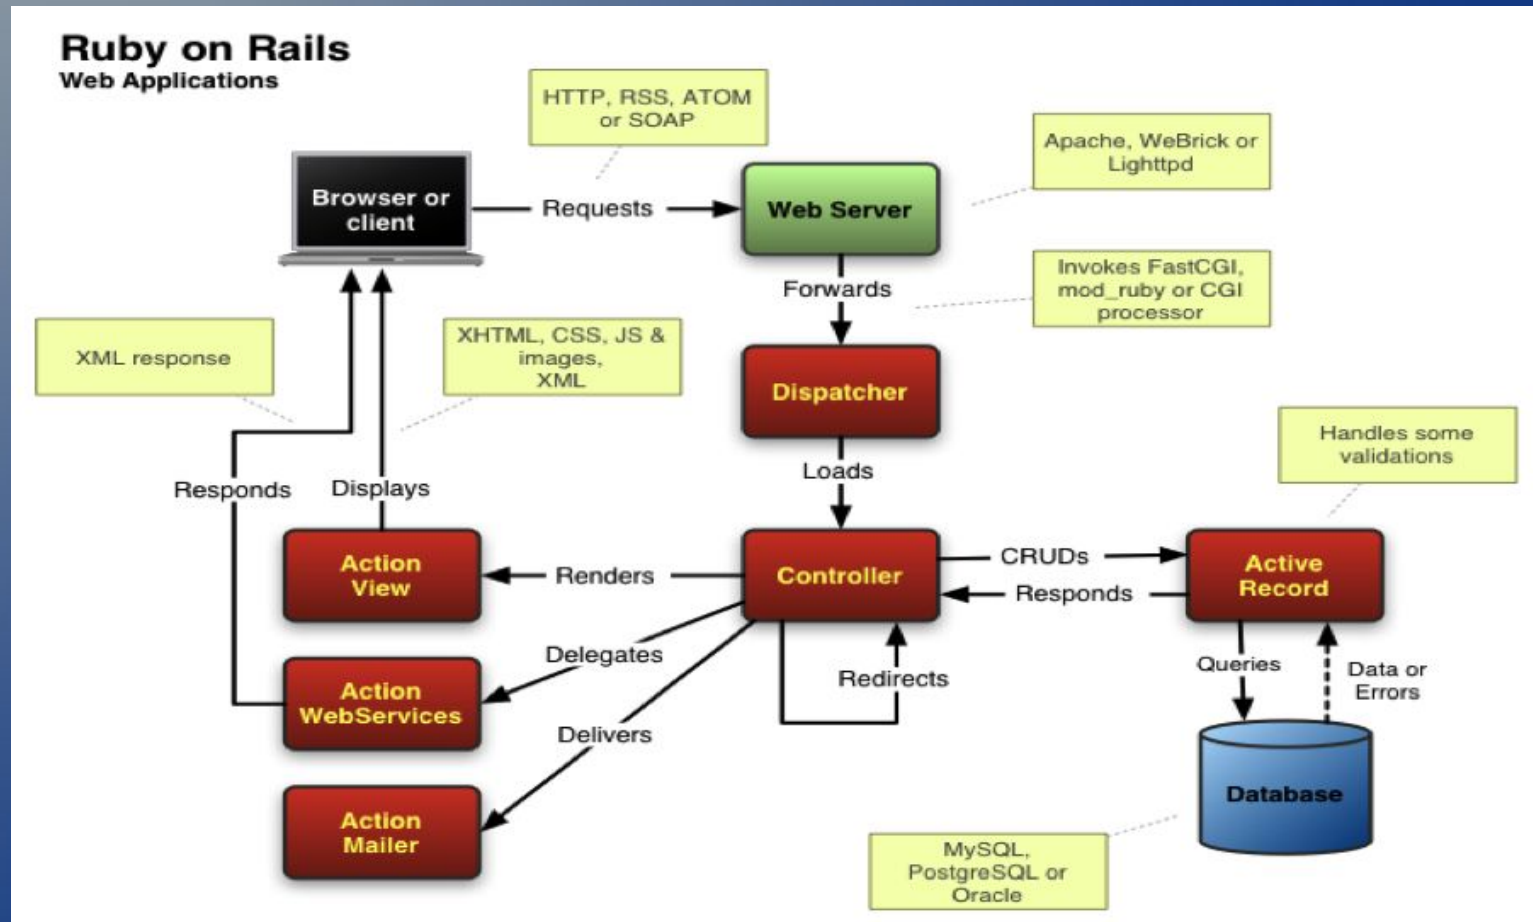 Ruby on Rails
Web Applications
HTTP, RSS, ATOM
or SOAP
Apache, WeBrick or
Lighttpd
Browser or
client
Requests
Web Server
Invokes FastCGI,
mod_ruby or CGI
processor
Forwards
XML response
XHTML, CSS, JS &
images,
XML
Dispatcher
Handles some
validations
Loads
Responds
Displays
Action
View
Renders
Controller
CRUDs
Responds
Active
Record
Delegates
Redirects
Queries
Data or
Errors
Action
WebServices
Delivers
Action
Mailer
Database
MySQL,
PostgreSQL or
Oracle